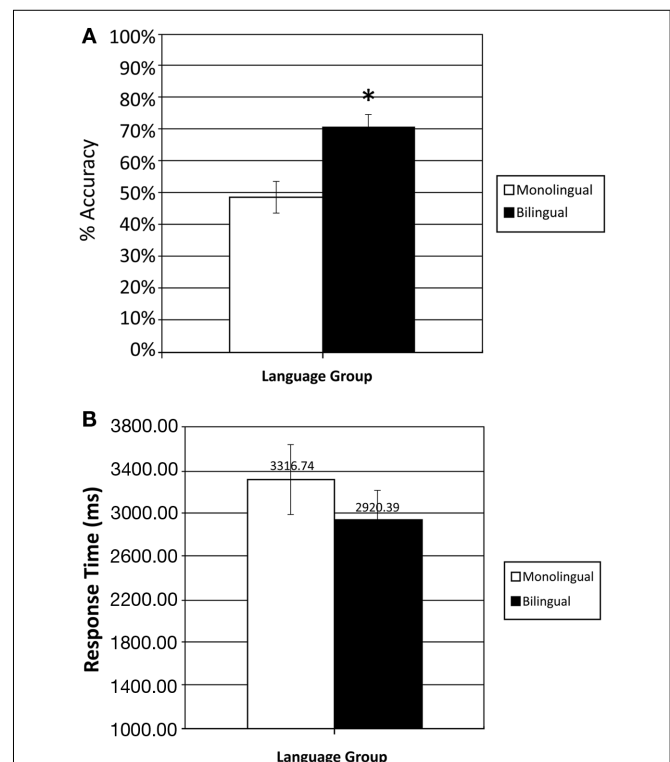 A
100%
90%
80%
70%
60%
50%
40%
30%
20%
10%
0%
% Accuracy
*
Language Group
Monolingual
Bilingual
B
3800.00
3400.00
3000.00
2600.00
2200.00
1800.00
1400.00
1000.00
Response Time (ms)
3316.74
2920.39
Language Group
Monolingual
Bilingual